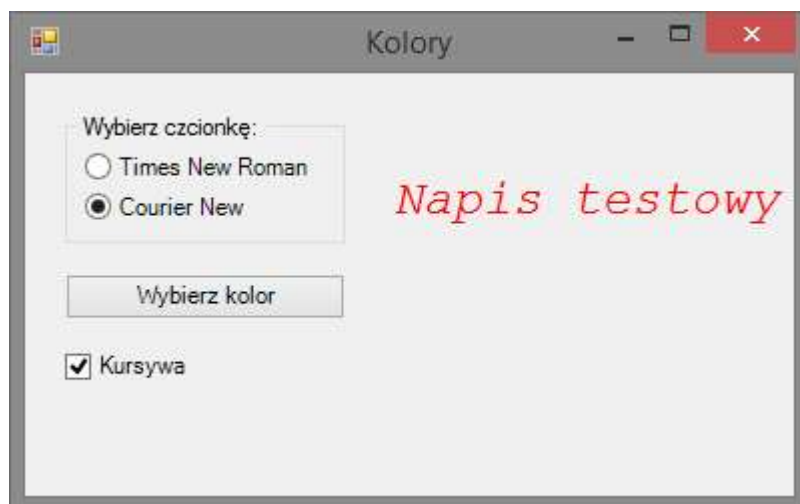 Kolory
Wybierz czcionkę:
Times New Roman
Courier New
Napis testowy
Wybierz kolor
Kursywa